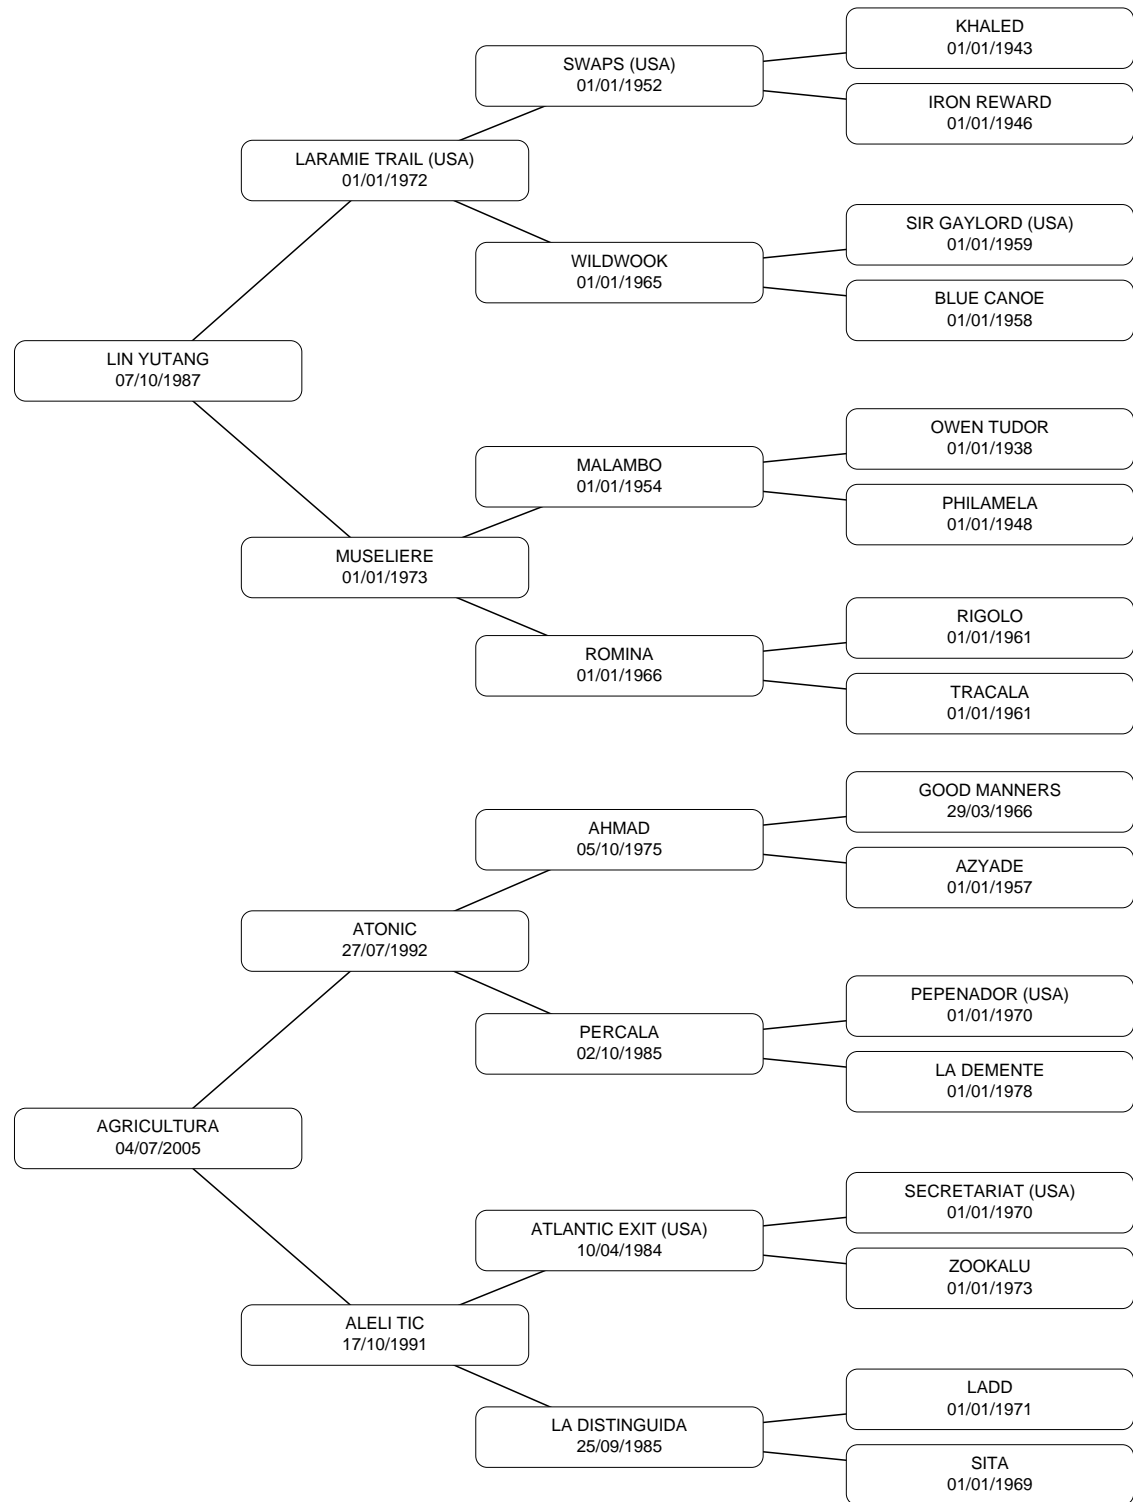 KHALED
01/01/1943
SWAPS (USA)
01/01/1952
IRON REWARD
01/01/1946
LARAMIE TRAIL (USA)
01/01/1972
SIR GAYLORD (USA)
01/01/1959
WILDWOOK
01/01/1965
BLUE CANOE
01/01/1958
LIN YUTANG
07/10/1987
OWEN TUDOR
01/01/1938
MALAMBO
01/01/1954
PHILAMELA
01/01/1948
MUSELIERE
01/01/1973
RIGOLO
01/01/1961
ROMINA
01/01/1966
TRACALA
01/01/1961
GOOD MANNERS
29/03/1966
AHMAD
05/10/1975
AZYADE
01/01/1957
ATONIC
27/07/1992
PEPENADOR (USA)
01/01/1970
PERCALA
02/10/1985
LA DEMENTE
01/01/1978
AGRICULTURA
04/07/2005
SECRETARIAT (USA)
01/01/1970
ATLANTIC EXIT (USA)
10/04/1984
ZOOKALU
01/01/1973
ALELI TIC
17/10/1991
LADD
01/01/1971
LA DISTINGUIDA
25/09/1985
SITA
01/01/1969